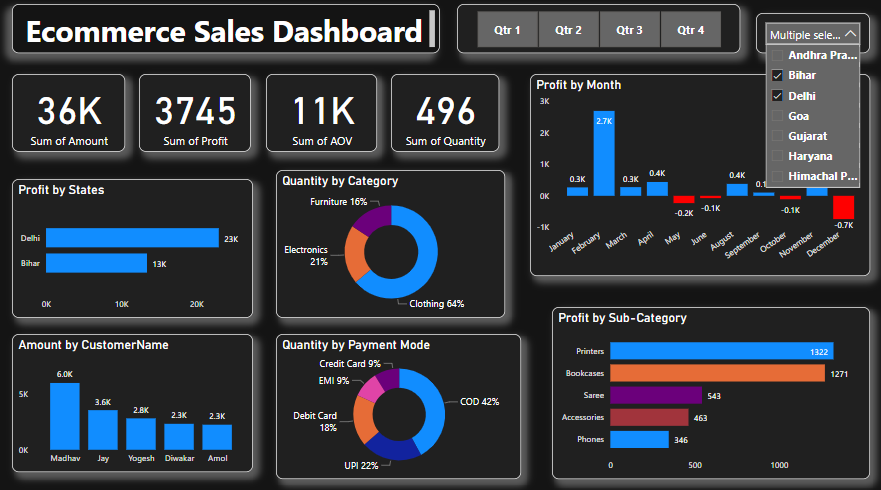 Ecommerce Sales Dashboard
Qtr 1
Qtr 2
Qtr 3
Qtr 4
Multiple sele...
Andhra Pra...
Bihar
Delhi
Goa
Gujarat
Haryana
Himachal P...
36K
Sum of Amount
3745
Sum of Profit
11K
Sum of AOV
496
Sum of Quantity
Profit by Month
3K
2K
1K
0K
-1K
0.3K
2.7K
0.3K
0.4K
-0.2K
-0.1K
0.4K
-0.1K
-0.7K
January
February
March
April
May
June
August
September
October
November
December
Profit by States
Delhi
23K
Bihar
13K
0K
10K
20K
Quantity by Category
Furniture 16%
Electronics
21%
Clothing 64%
Amount by CustomerName
5K
0K
6.0K
3.6K
2.8K
2.3K
2.3K
Madhav
Jay
Yogesh
Diwakar
Amol
Quantity by Payment Mode
Credit Card 9%
EMI 9%
COD 42%
Debit Card
18%
UPI 22%
Profit by Sub-Category
Printers
1322
Bookcases
1271
Saree
543
Accessories
463
Phones
346
0
500
1000